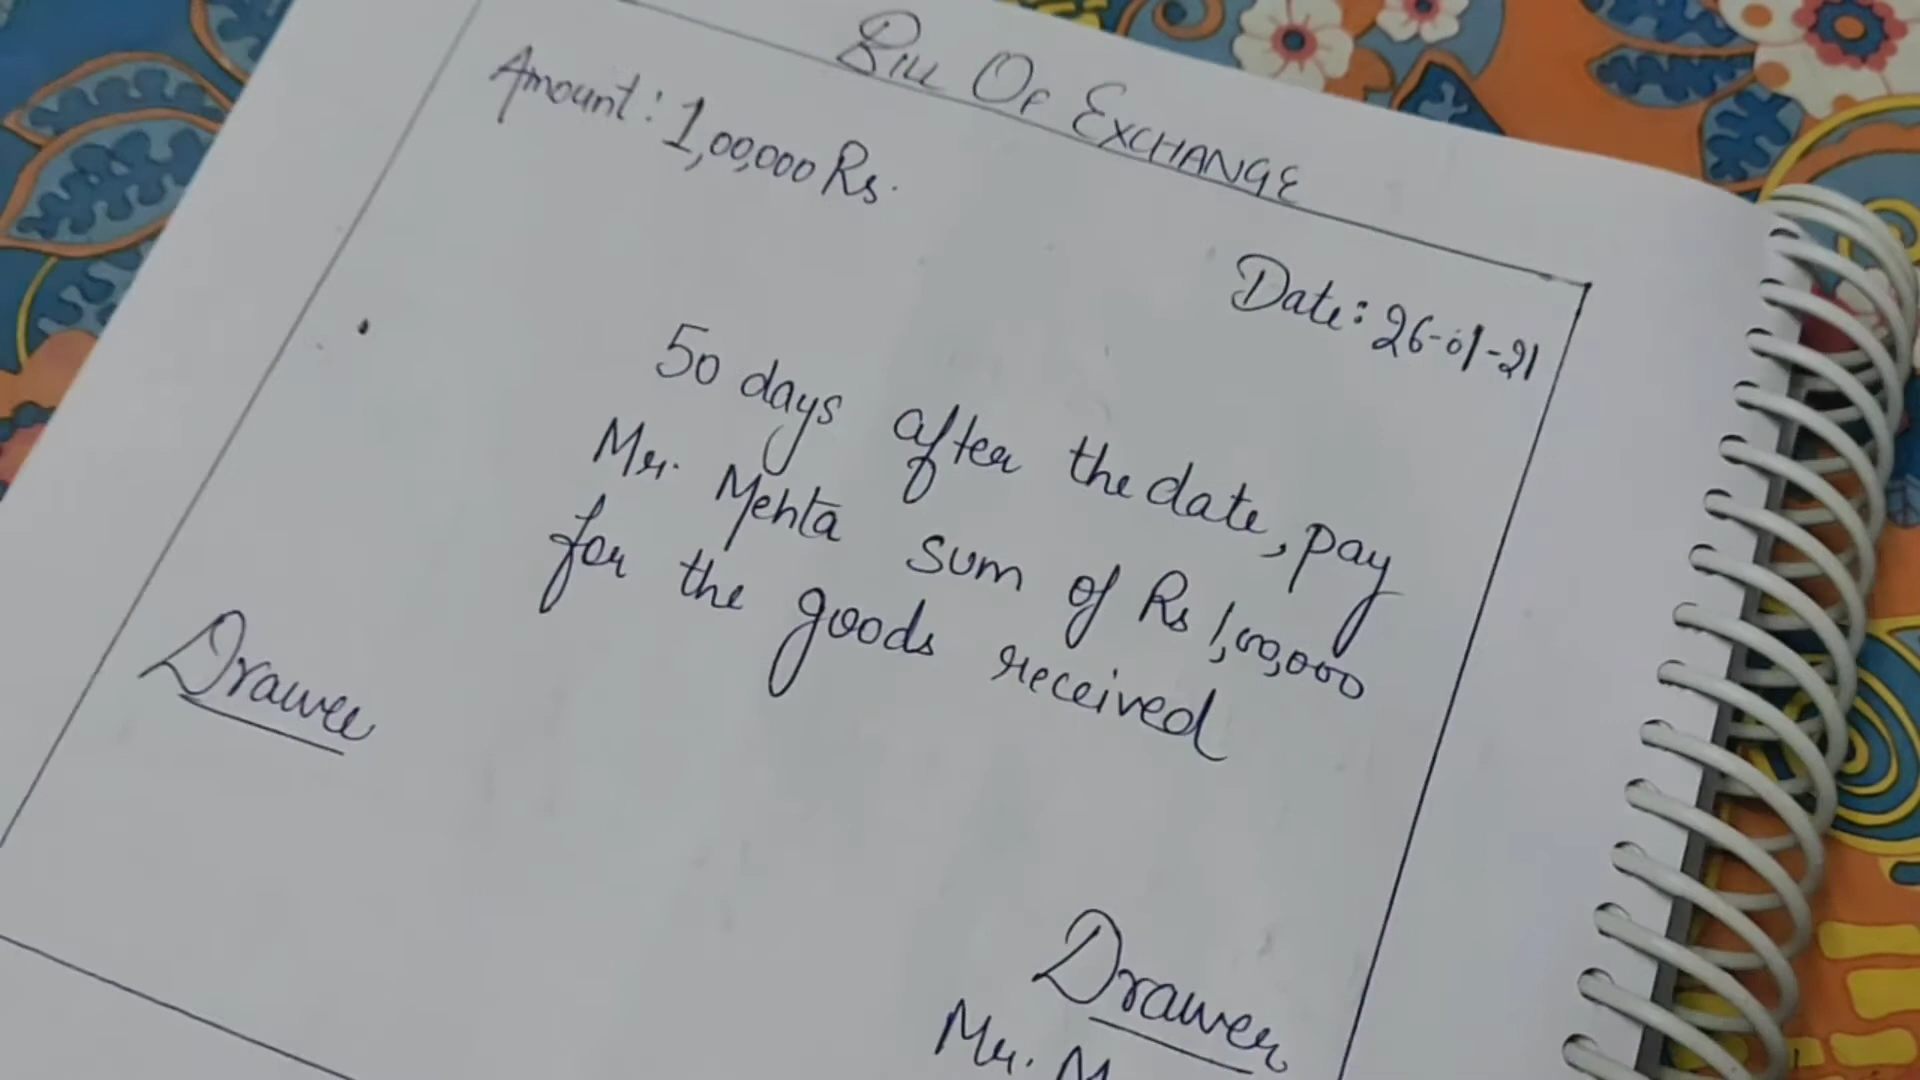 BILL OF EXCHANGE
Amount: 1,00,000 Rs.
Date: 26-01-21
50 days after the date, pay
Mr. Mehta sum of Rs 1,00,000
for the goods received
Drawee
Drawer
Mr. M